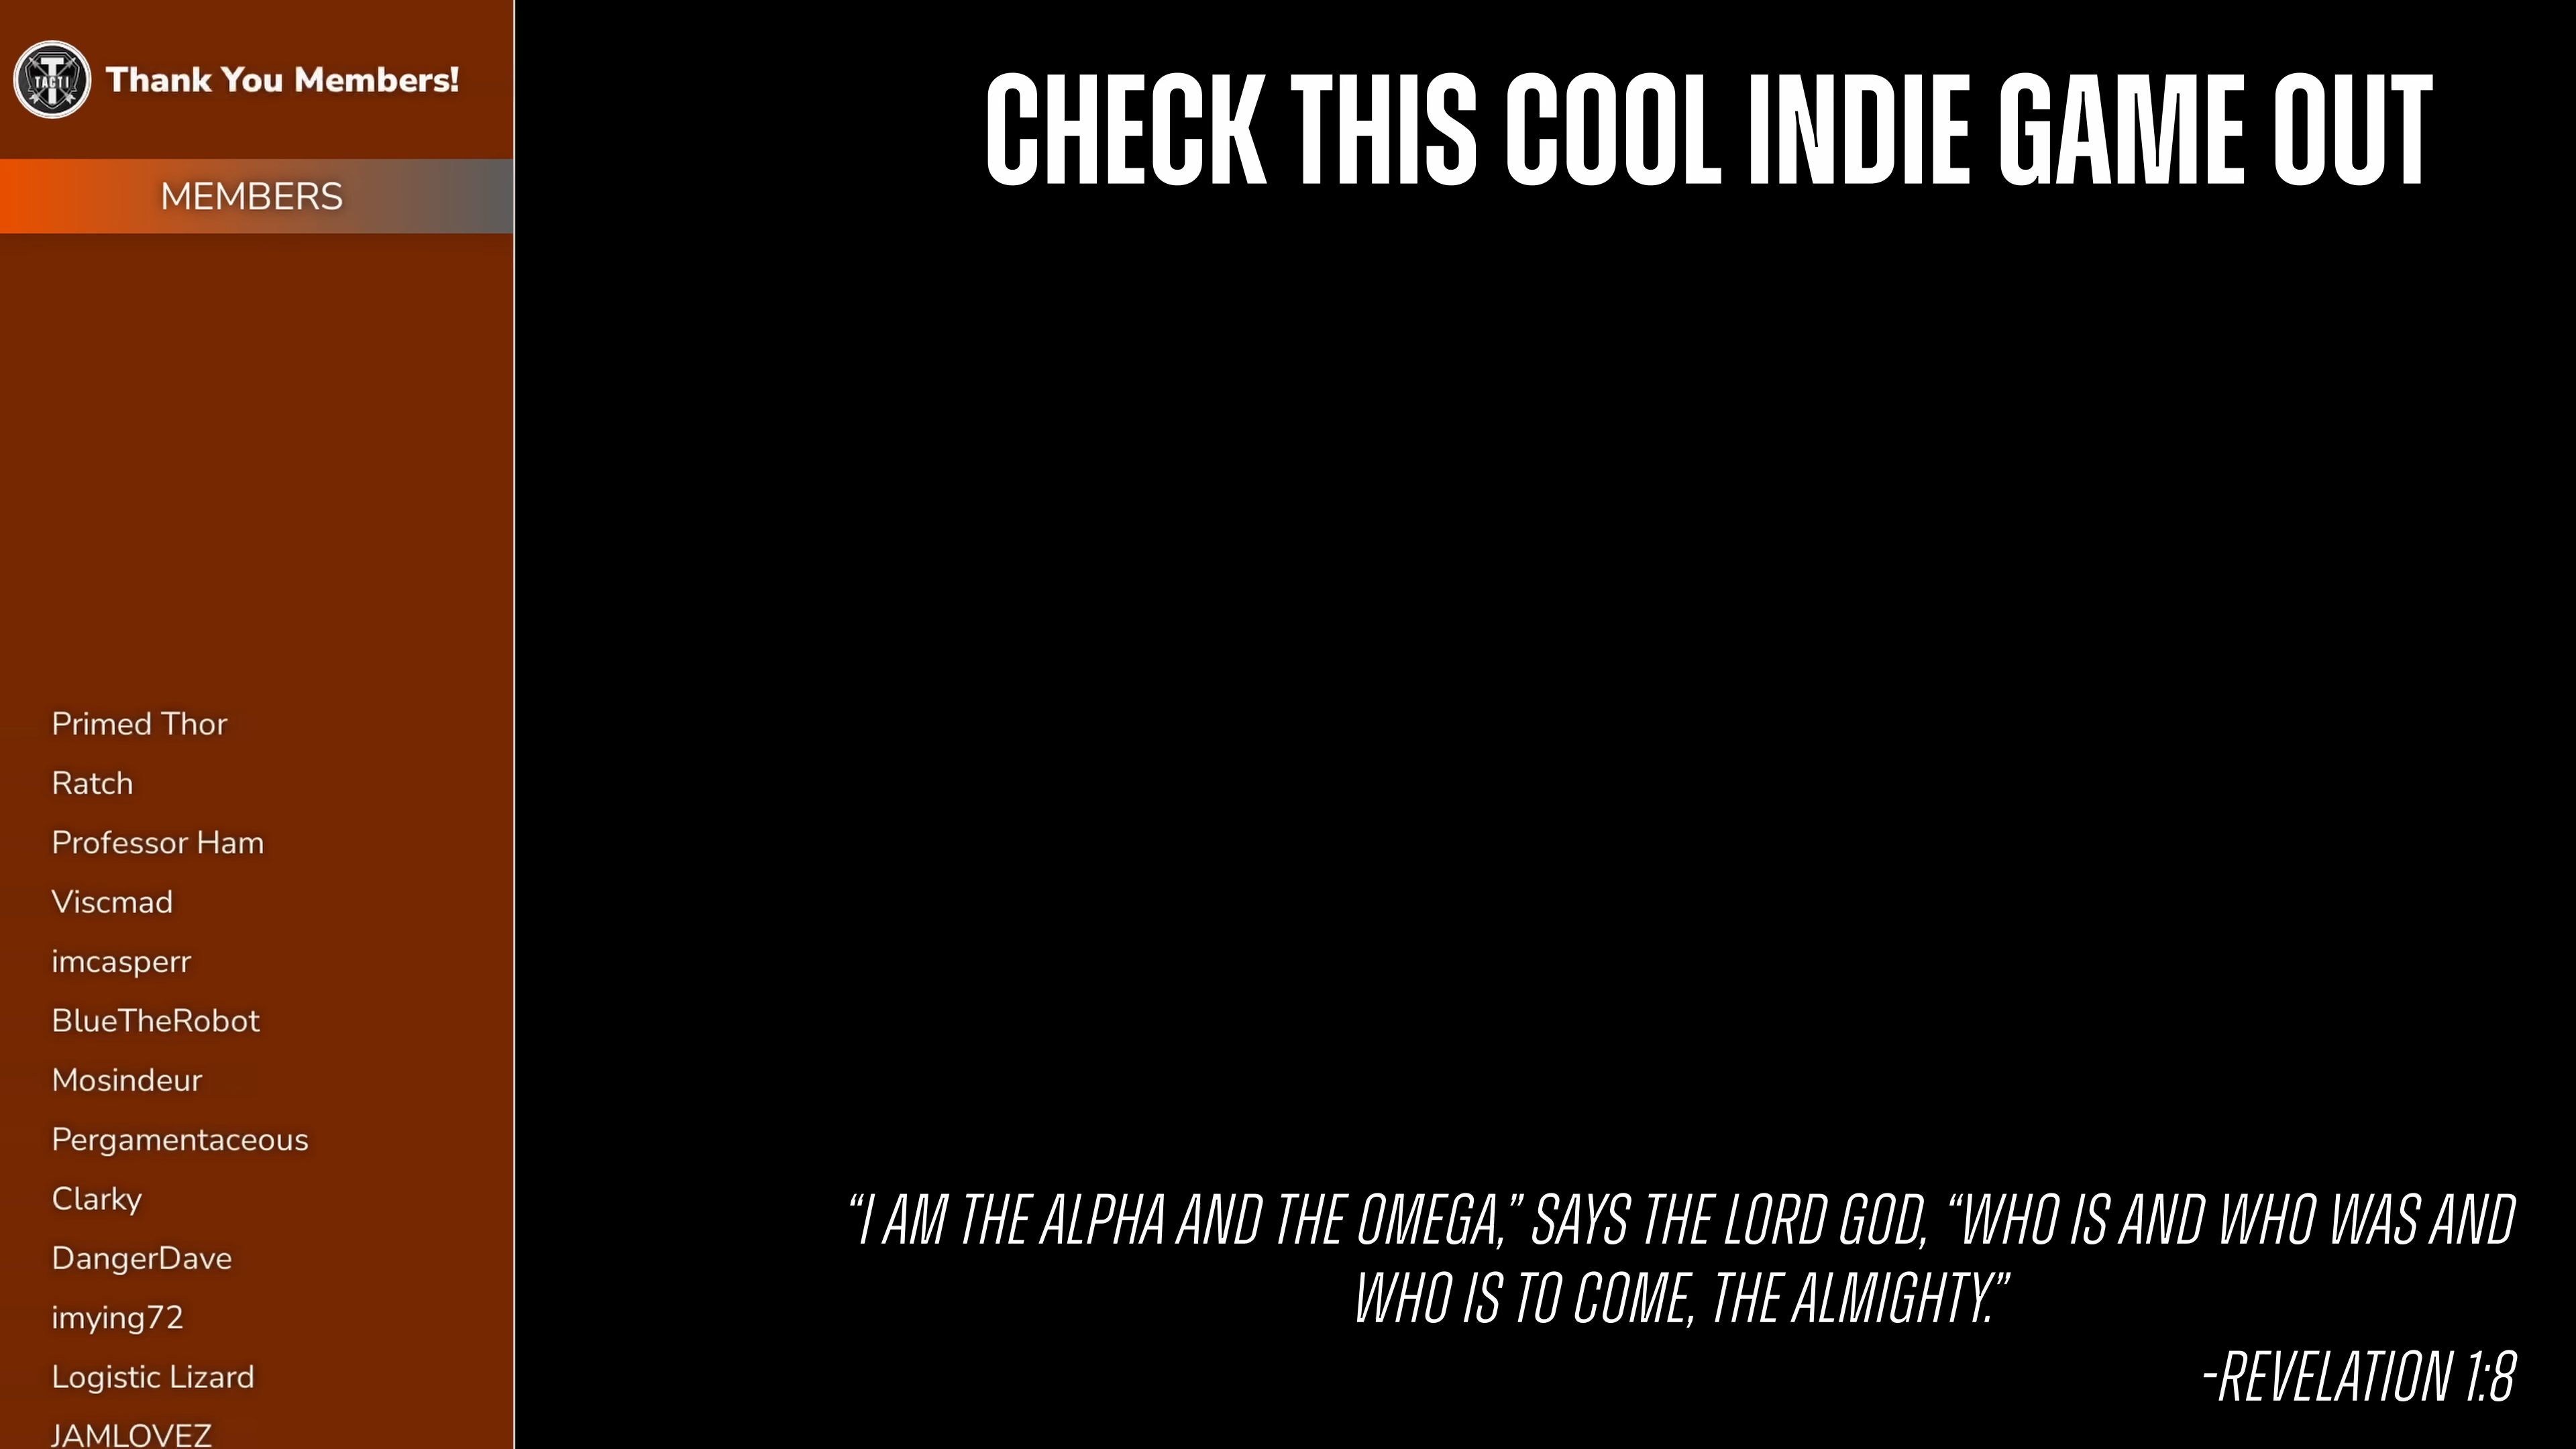 TACTI
Thank You Members!
MEMBERS
Primed Thor
Ratch
Professor Ham
Viscmad
imcasperr
BlueTheRobot
Mosindeur
Pergamentaceous
Clarky
DangerDave
imying72
Logistic Lizard
JAMLOVEZ
CHECK THIS COOL INDIE GAME OUT
“I AM THE ALPHA AND THE OMEGA,” SAYS THE LORD GOD, “WHO IS AND WHO WAS AND
WHO IS TO COME, THE ALMIGHTY.”
-REVELATION 1:8